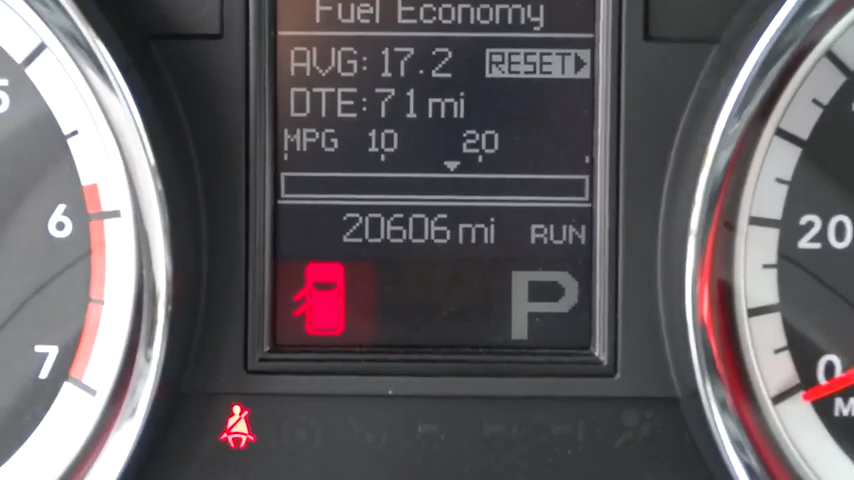 Fuel Economy
AVG: 17.2 RESET
DTE: 71 mi
MPG 10 20
20606 mi RUN
P
5
6
7
20
0
M